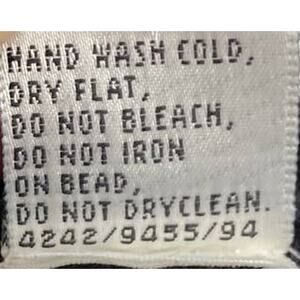 HAND WASH COLD,
DRY FLAT,
DO NOT BLEACH,
DO NOT IRON
ON BEAD,
DO NOT DRYCLEAN.
4242/9455/94